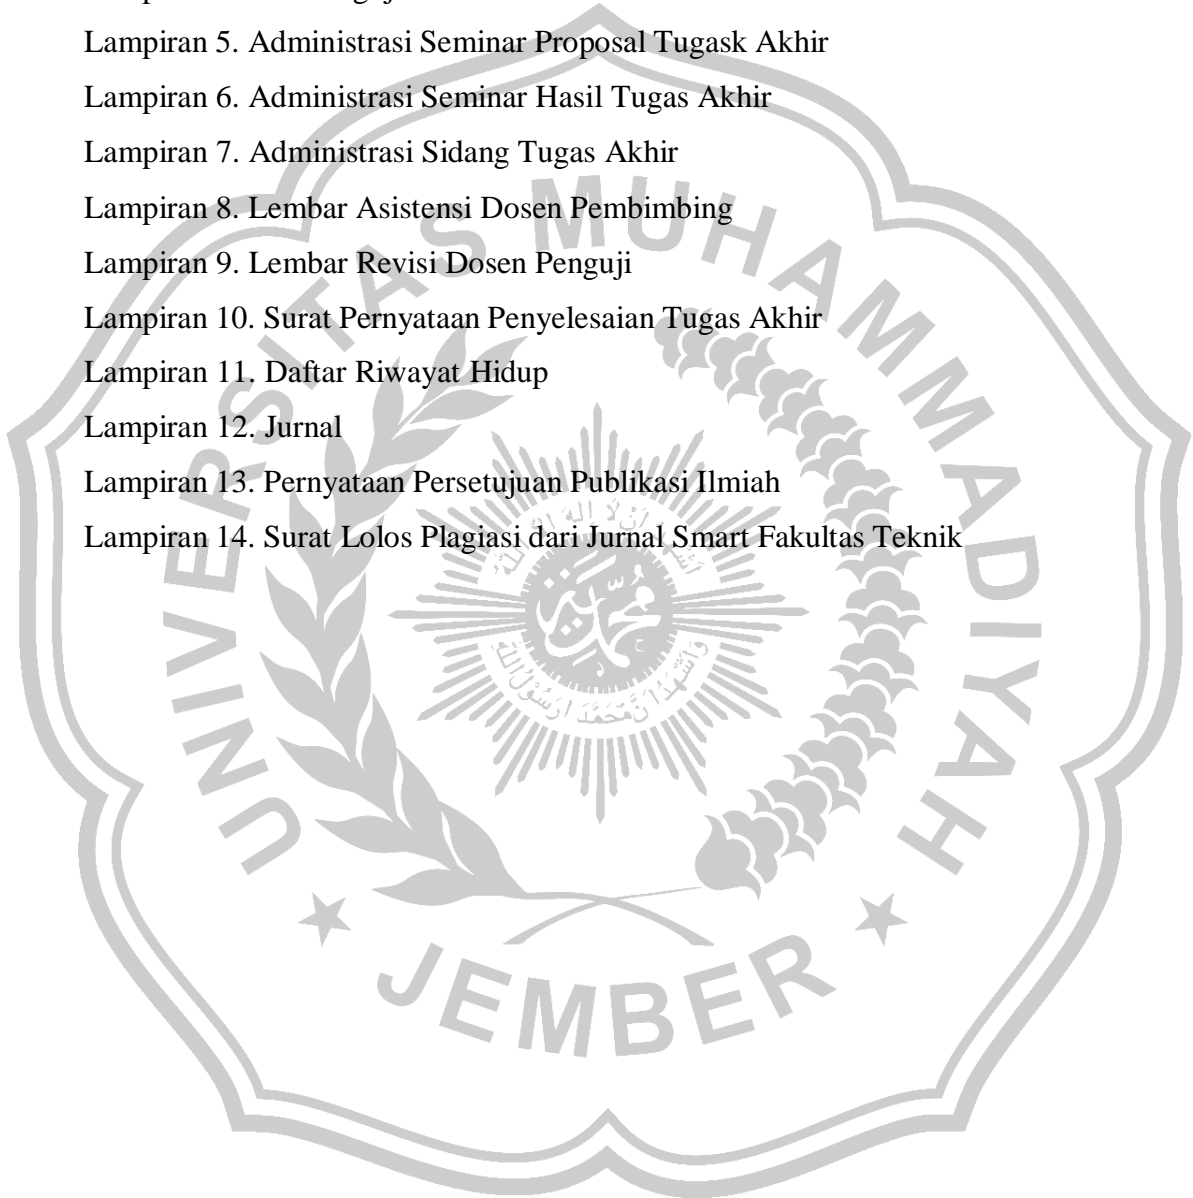 Lampiran 5. Administrasi Seminar Proposal Tugask Akhir
Lampiran 6. Administrasi Seminar Hasil Tugas Akhir
Lampiran 7. Administrasi Sidang Tugas Akhir
Lampiran 8. Lembar Asistensi Dosen Pembimbing
Lampiran 9. Lembar Revisi Dosen Penguji
Lampiran 10. Surat Pernyataan Penyelesaian Tugas Akhir
Lampiran 11. Daftar Riwayat Hidup
Lampiran 12. Jurnal
Lampiran 13. Pernyataan Persetujuan Publikasi Ilmiah
Lampiran 14. Surat Lolos Plagiasi dari Jurnal Smart Fakultas Teknik
UNIVERSITAS MUHAMMADIYAH
JEMBER